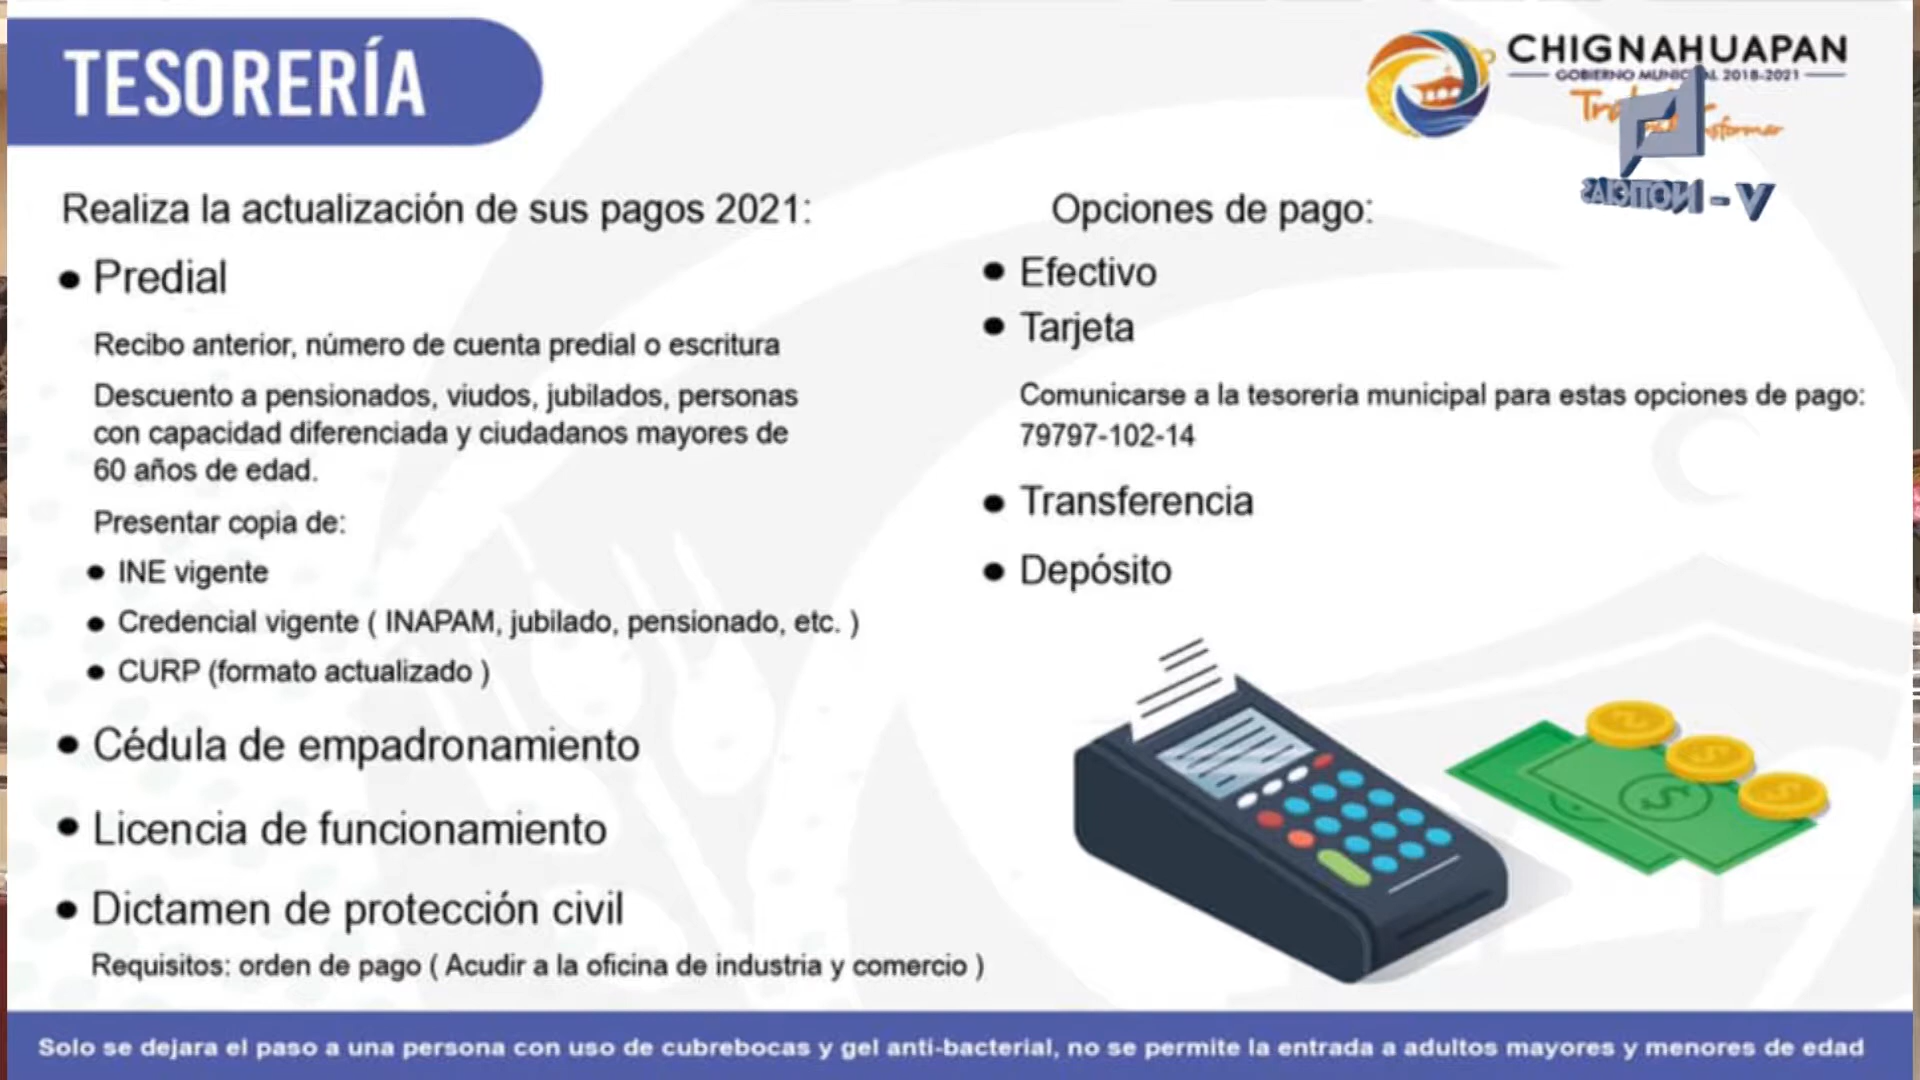 TESORERÍA
CHIGNAHUAPAN
GOBIERNO MUNICIPAL 2018-2021
Realiza la actualización de sus pagos 2021:
● Predial
Recibo anterior, número de cuenta predial o escritura
Descuento a pensionados, viudos, jubilados, personas
con capacidad diferenciada y ciudadanos mayores de
60 años de edad.
Presentar copia de:
● INE vigente
● Credencial vigente ( INAPAM, jubilado, pensionado, etc. )
● CURP (formato actualizado )
● Cédula de empadronamiento
● Licencia de funcionamiento
● Dictamen de protección civil
Requisitos: orden de pago ( Acudir a la oficina de industria y comercio )
V - NOTICIAS
Opciones de pago:
● Efectivo
● Tarjeta
Comunicarse a la tesorería municipal para estas opciones de pago:
79797-102-14
● Transferencia
● Depósito
Solo se dejara el paso a una persona con uso de cubrebocas y gel anti-bacterial, no se permite la entrada a adultos mayores y menores de edad